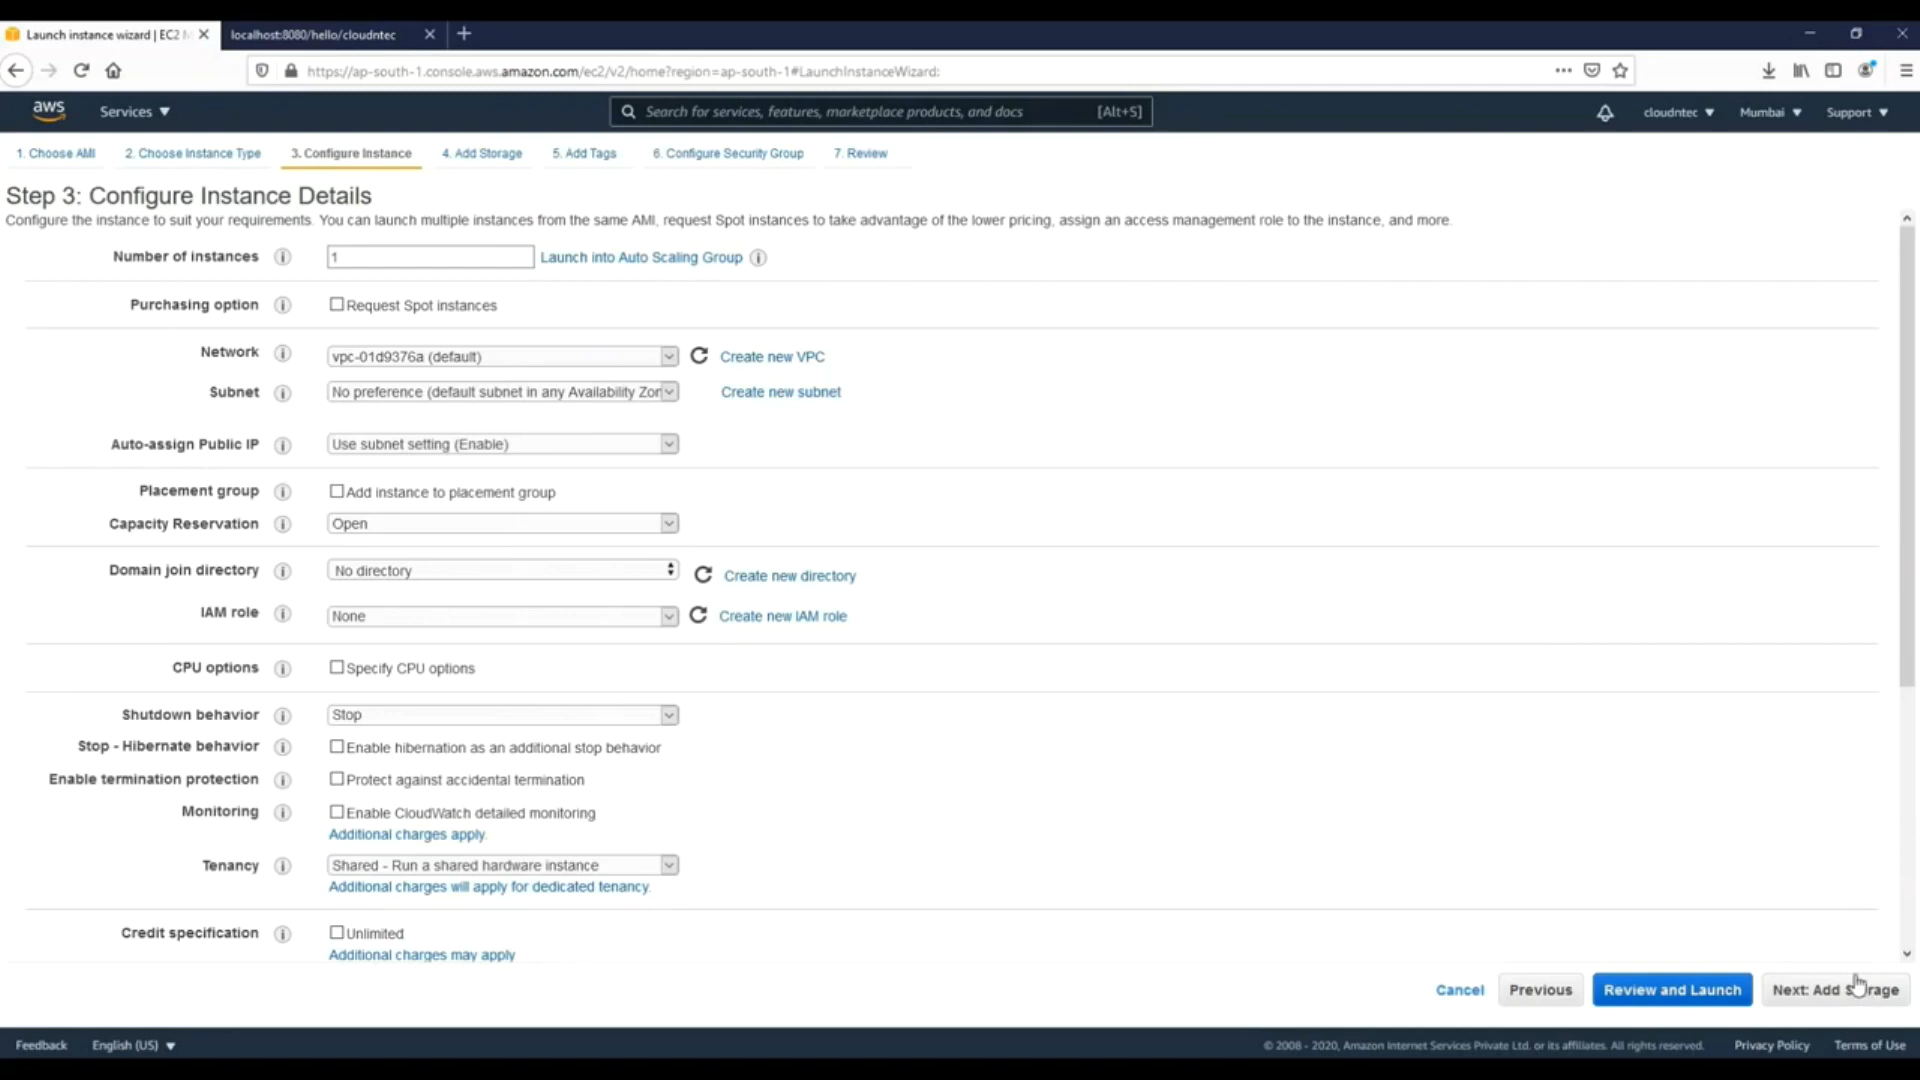 Launch instance wizard | EC2 M
localhost:8080/hello/cloudntec
https://ap-south-1.console.aws.amazon.com/ec2/v2/home?region=ap-south-1#LaunchInstanceWizard:
aws Services Search for services, features, marketplace products, and docs [Alt+S] cloudntec Mumbai Support
1. Choose AMI 2. Choose Instance Type 3. Configure Instance 4. Add Storage 5. Add Tags 6. Configure Security Group 7. Review
Step 3: Configure Instance Details
Configure the instance to suit your requirements. You can launch multiple instances from the same AMI, request Spot instances to take advantage of the lower pricing, assign an access management role to the instance, and more.
Number of instances 1 Launch into Auto Scaling Group
Purchasing option Request Spot instances
Network vpc-01d9376a (default) Create new VPC
Subnet No preference (default subnet in any Availability Zon Create new subnet
Auto-assign Public IP Use subnet setting (Enable)
Placement group Add instance to placement group
Capacity Reservation Open
Domain join directory No directory Create new directory
IAM role None Create new IAM role
CPU options Specify CPU options
Shutdown behavior Stop
Stop - Hibernate behavior Enable hibernation as an additional stop behavior
Enable termination protection Protect against accidental termination
Monitoring Enable CloudWatch detailed monitoring
Additional charges apply.
Tenancy Shared - Run a shared hardware instance
Additional charges will apply for dedicated tenancy.
Credit specification Unlimited
Additional charges may apply
Cancel Previous Review and Launch Next: Add Storage
Feedback English (US) © 2008 - 2020, Amazon Internet Services Private Ltd. or its affiliates. All rights reserved. Privacy Policy Terms of Use